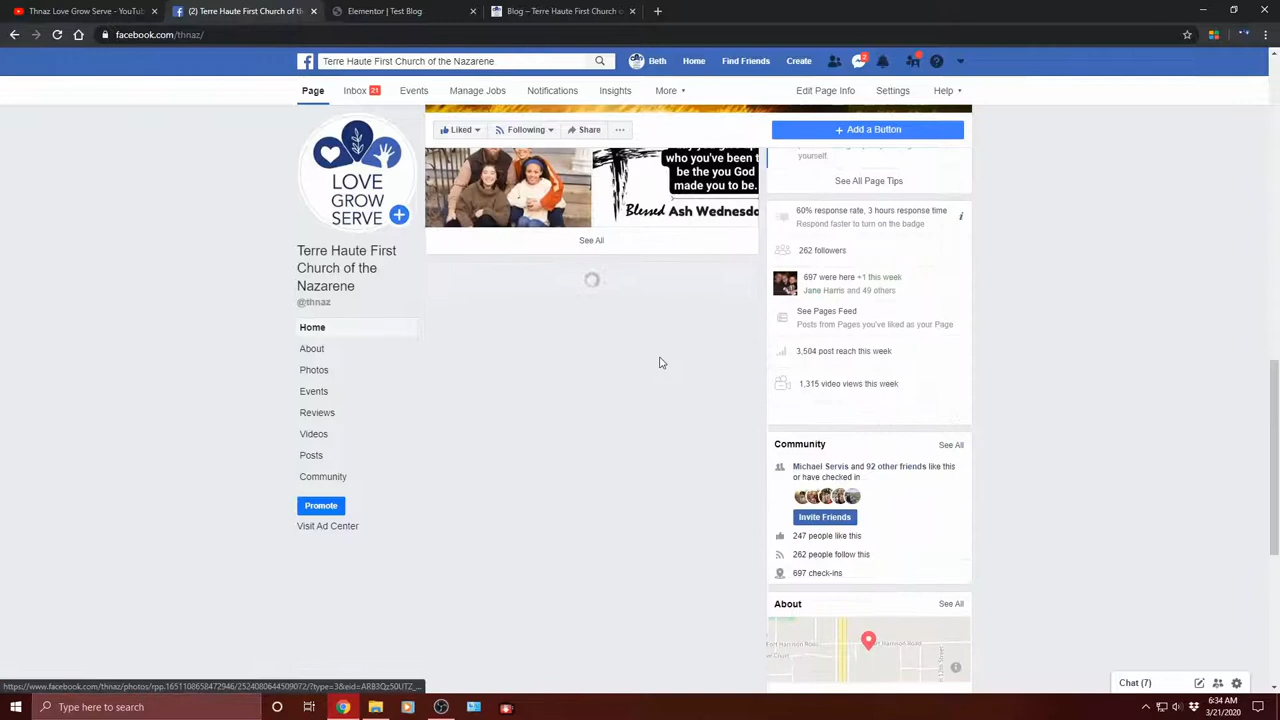 Thnaz Love Grow Serve - YouTub
(2) Terre Haute First Church of th
Elementor | Test Blog
Blog – Terre Haute First Church o
facebook.com/thnaz/
Terre Haute First Church of the Nazarene
Beth
Home
Find Friends
Create
2
Page
Inbox 21
Events
Manage Jobs
Notifications
Insights
More
Edit Page Info
Settings
Help
Liked
Following
Share
+ Add a Button
who you've been t
be the you God
made you to be.
Blessed Ash Wednesda
See All
yourself.
See All Page Tips
LOVE
GROW
SERVE
Terre Haute First
Church of the
Nazarene
@thnaz
Home
About
Photos
Events
Reviews
Videos
Posts
Community
Promote
Visit Ad Center
60% response rate, 3 hours response time
Respond faster to turn on the badge
262 followers
697 were here +1 this week
Jane Harris and 49 others
See Pages Feed
Posts from Pages you've liked as your Page
3,504 post reach this week
1,315 video views this week
Community
See All
Michael Servis and 92 other friends like this
or have checked in
Invite Friends
247 people like this
262 people follow this
697 check-ins
About
See All
Chat (7)
Type here to search
6:34 AM
3/21/2020